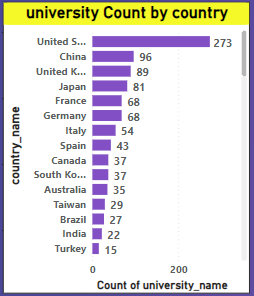 university Count by country
United S... 273
China 96
United K... 89
Japan 81
France 68
Germany 68
Italy 54
Spain 43
Canada 37
South Ko... 37
Australia 35
Taiwan 29
Brazil 27
India 22
Turkey 15
country_name
0 200
Count of university_name